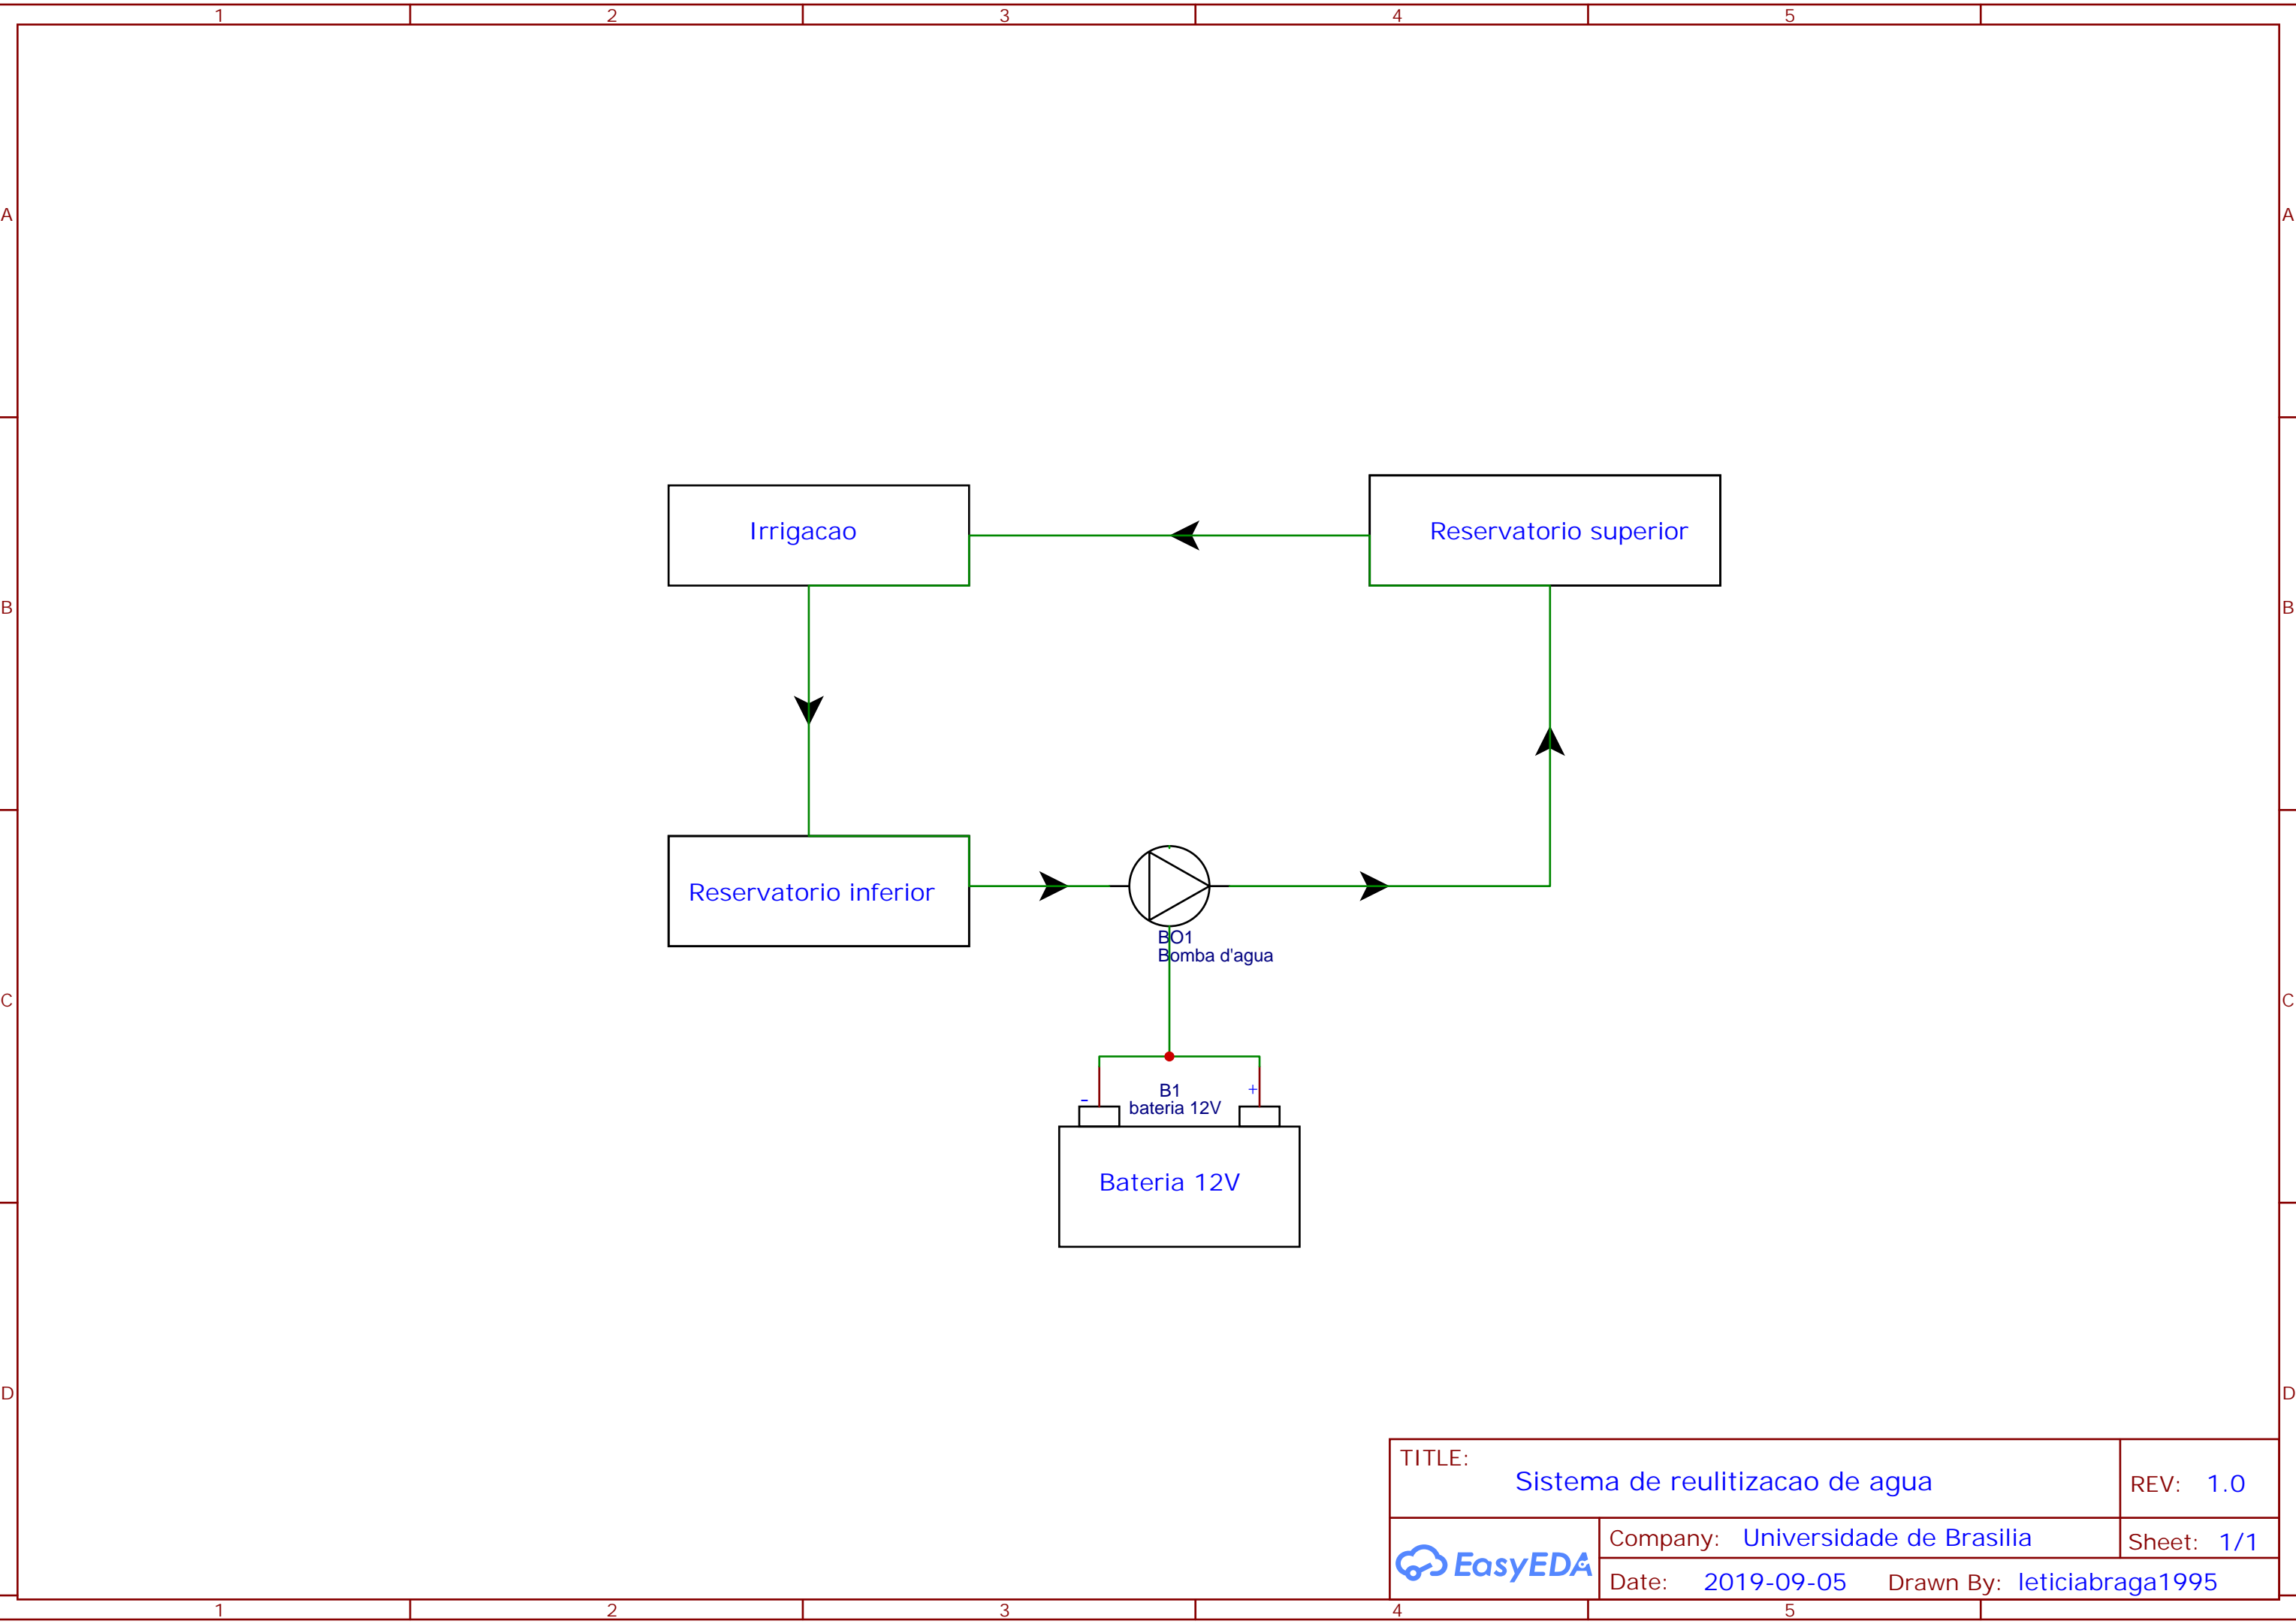 1 2 3 4 5
A A
Irrigacao Reservatorio superior
B B
Reservatorio inferior
BO1
Bomba d'agua
C C
B1
- +
bateria 12V
Bateria 12V
D D
TITLE:
Sistema de reulitizacao de agua
REV: 1.0
EasyEDA
Company: Universidade de Brasilia
Sheet: 1/1
Date: 2019-09-05 Drawn By: leticiabraga1995
1 2 3 4 5